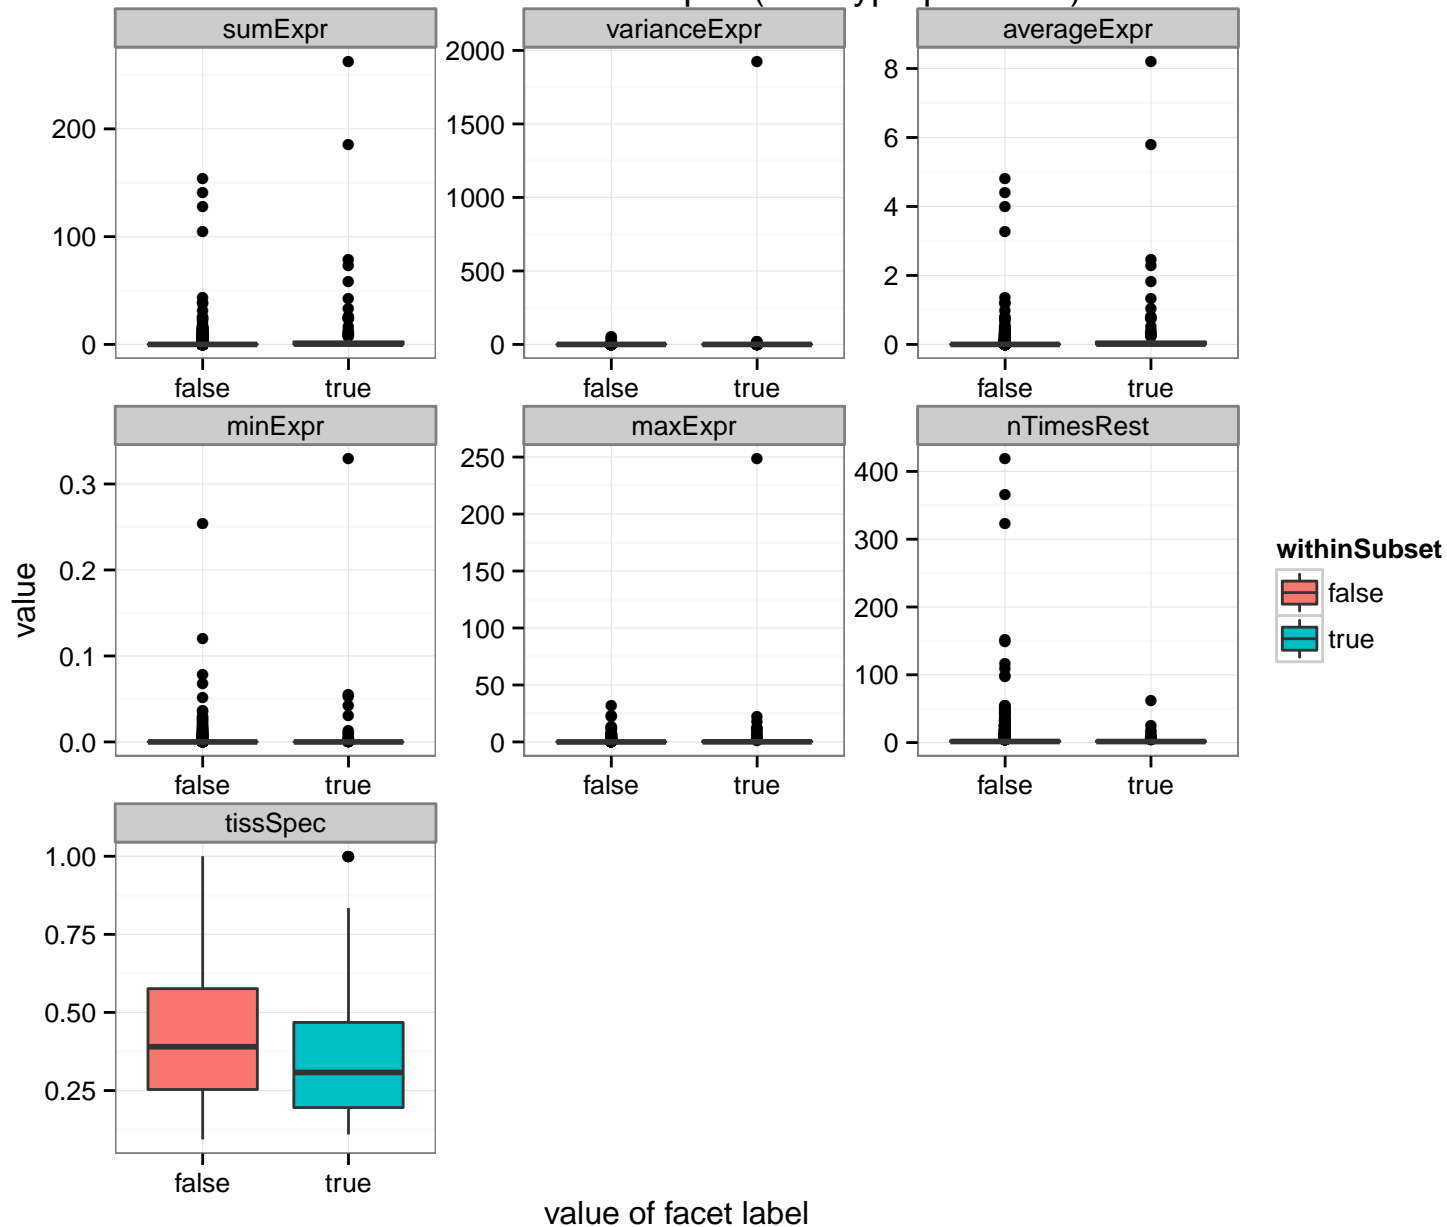 sumExpr varianceExpr averageExpr
2000
1500
1000
500
0
200
100
0
8
6
4
2
0
false true false true false true
minExpr maxExpr nTimesRest
0.3
0.2
0.1
0.0
250
200
150
100
50
0
400
300
200
100
0
value
false true false true false true
withinSubset
false
true
tissSpec
1.00
0.75
0.50
0.25
false true
value of facet label